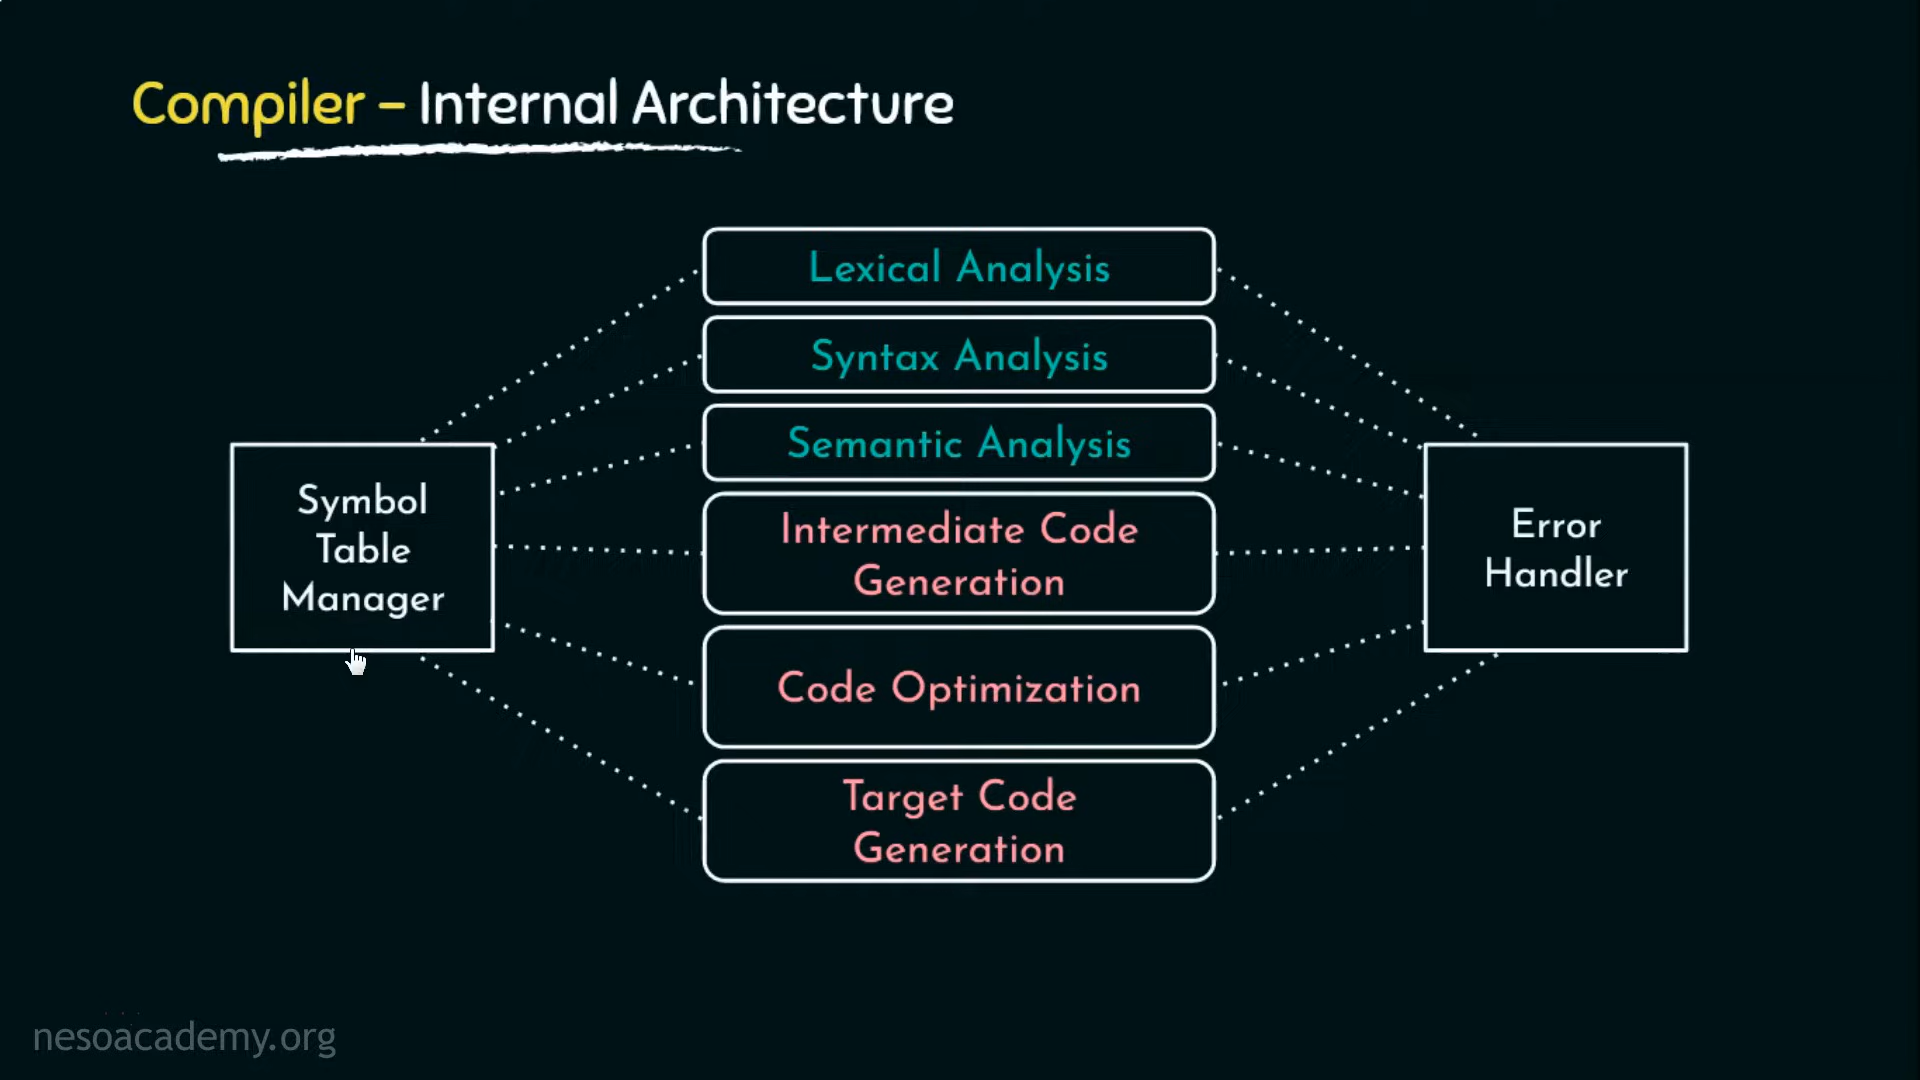 Compiler – Internal Architecture
Lexical Analysis
Syntax Analysis
Semantic Analysis
Intermediate Code
Generation
Code Optimization
Target Code
Generation
Symbol
Table
Manager
Error
Handler
nesoacademy.org